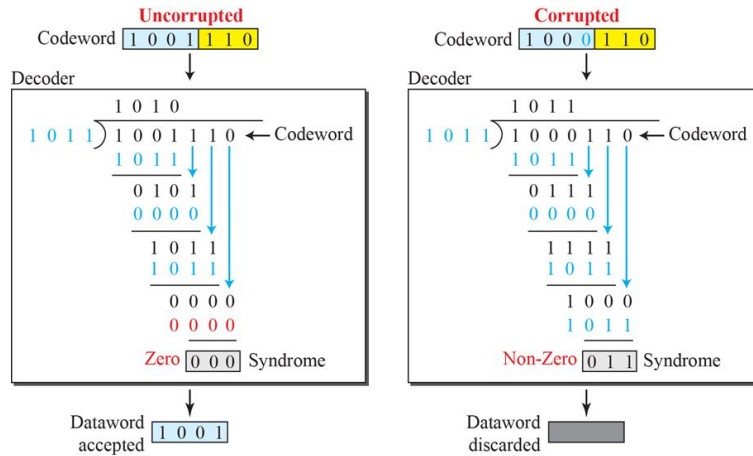 Uncorrupted
Codeword 1 0 0 1 1 1 0
Decoder
1 0 1 0
1 0 1 1 ) 1 0 0 1 1 1 0 Codeword
1 0 1 1
0 1 0 1
0 0 0 0
1 0 1 1
1 0 1 1
0 0 0 0
0 0 0 0
Zero 0 0 0 Syndrome
Dataword
accepted 1 0 0 1
Corrupted
Codeword 1 0 0 0 1 1 0
Decoder
1 0 1 1
1 0 1 1 ) 1 0 0 0 1 1 0 Codeword
1 0 1 1
0 1 1 1
0 0 0 0
1 1 1 1
1 0 1 1
1 0 0 0
1 0 1 1
Non-Zero 0 1 1 Syndrome
Dataword
discarded